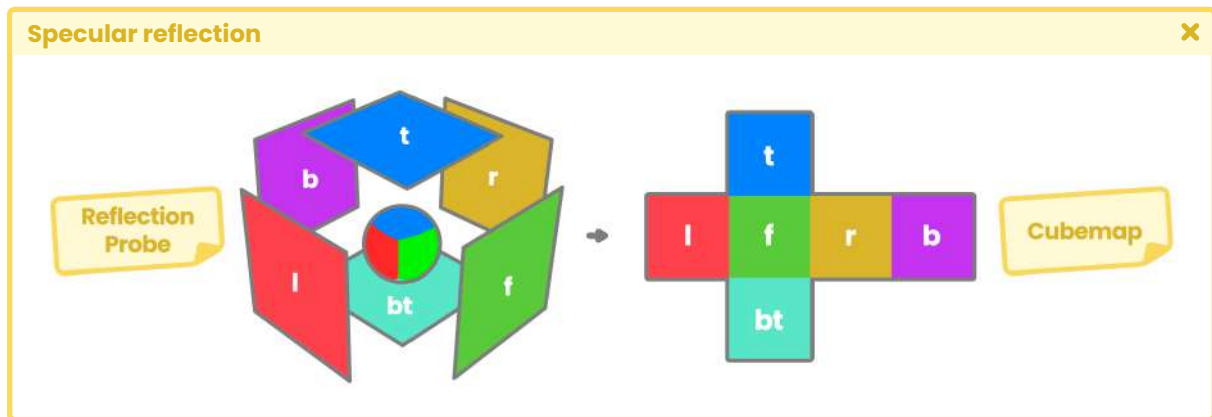 Specular reflection
Reflection
Probe
b
t
r
l
bt
f
t
l f r b
bt
Cubemap